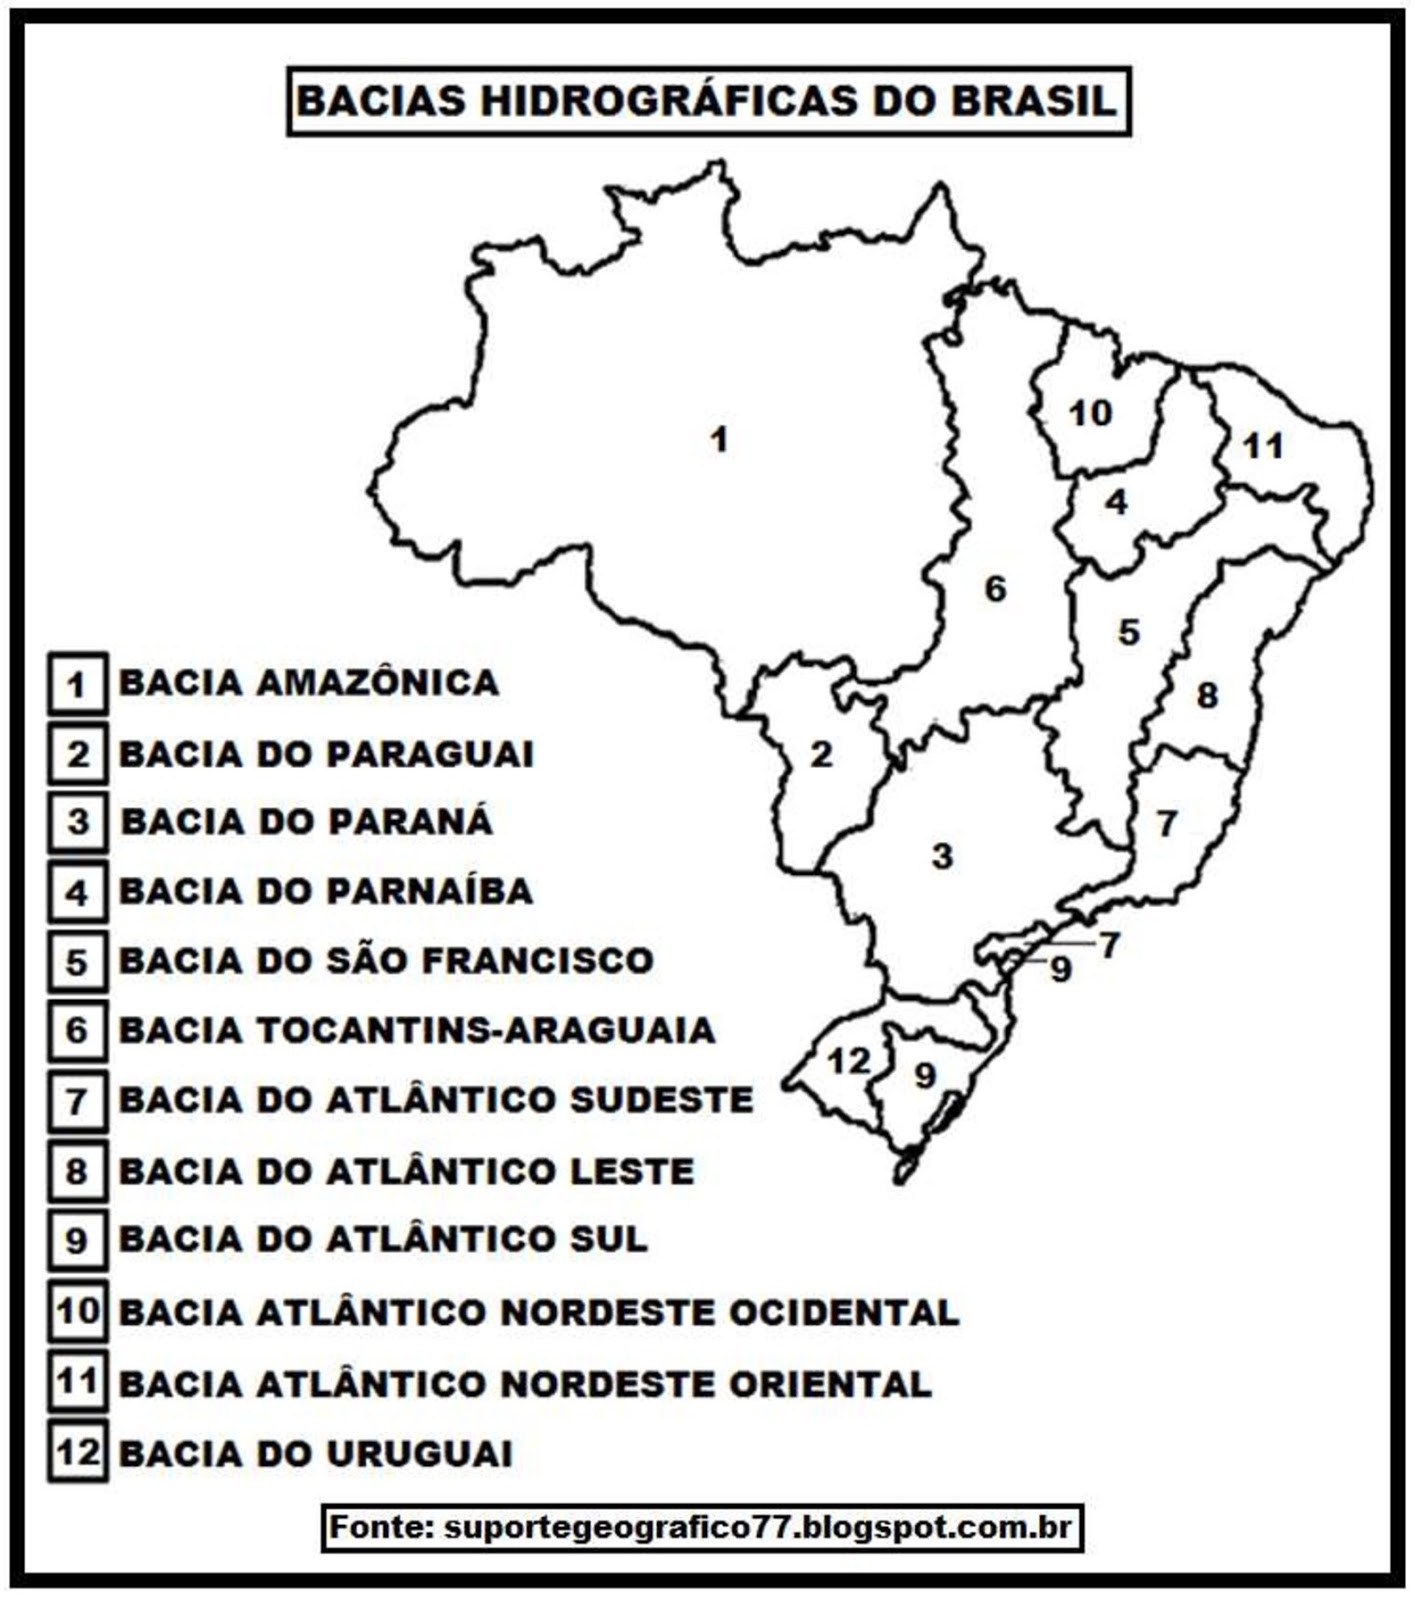 BACIAS HIDROGRÁFICAS DO BRASIL
1
10
11
4
6
5
8
2
7
3
7
9
12
9
1 BACIA AMAZÔNICA
2 BACIA DO PARAGUAI
3 BACIA DO PARANÁ
4 BACIA DO PARNAÍBA
5 BACIA DO SÃO FRANCISCO
6 BACIA TOCANTINS-ARAGUAIA
7 BACIA DO ATLÂNTICO SUDESTE
8 BACIA DO ATLÂNTICO LESTE
9 BACIA DO ATLÂNTICO SUL
10 BACIA ATLÂNTICO NORDESTE OCIDENTAL
11 BACIA ATLÂNTICO NORDESTE ORIENTAL
12 BACIA DO URUGUAI
Fonte: suportegeografico77.blogspot.com.br